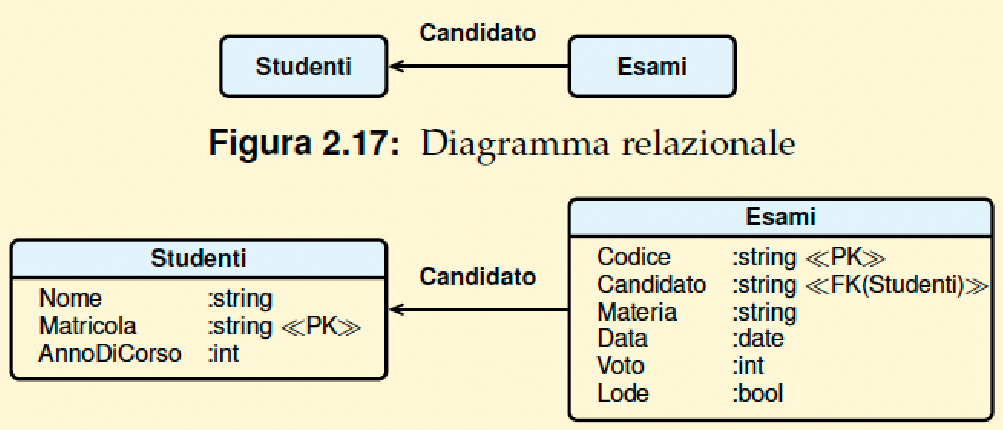 Candidato
Studenti
Esami
Figura 2.17: Diagramma relazionale
Studenti
Nome :string
Matricola :string ≪PK≫
AnnoDiCorso :int
Candidato
Esami
Codice :string ≪PK≫
Candidato :string ≪FK(Studenti)≫
Materia :string
Data :date
Voto :int
Lode :bool